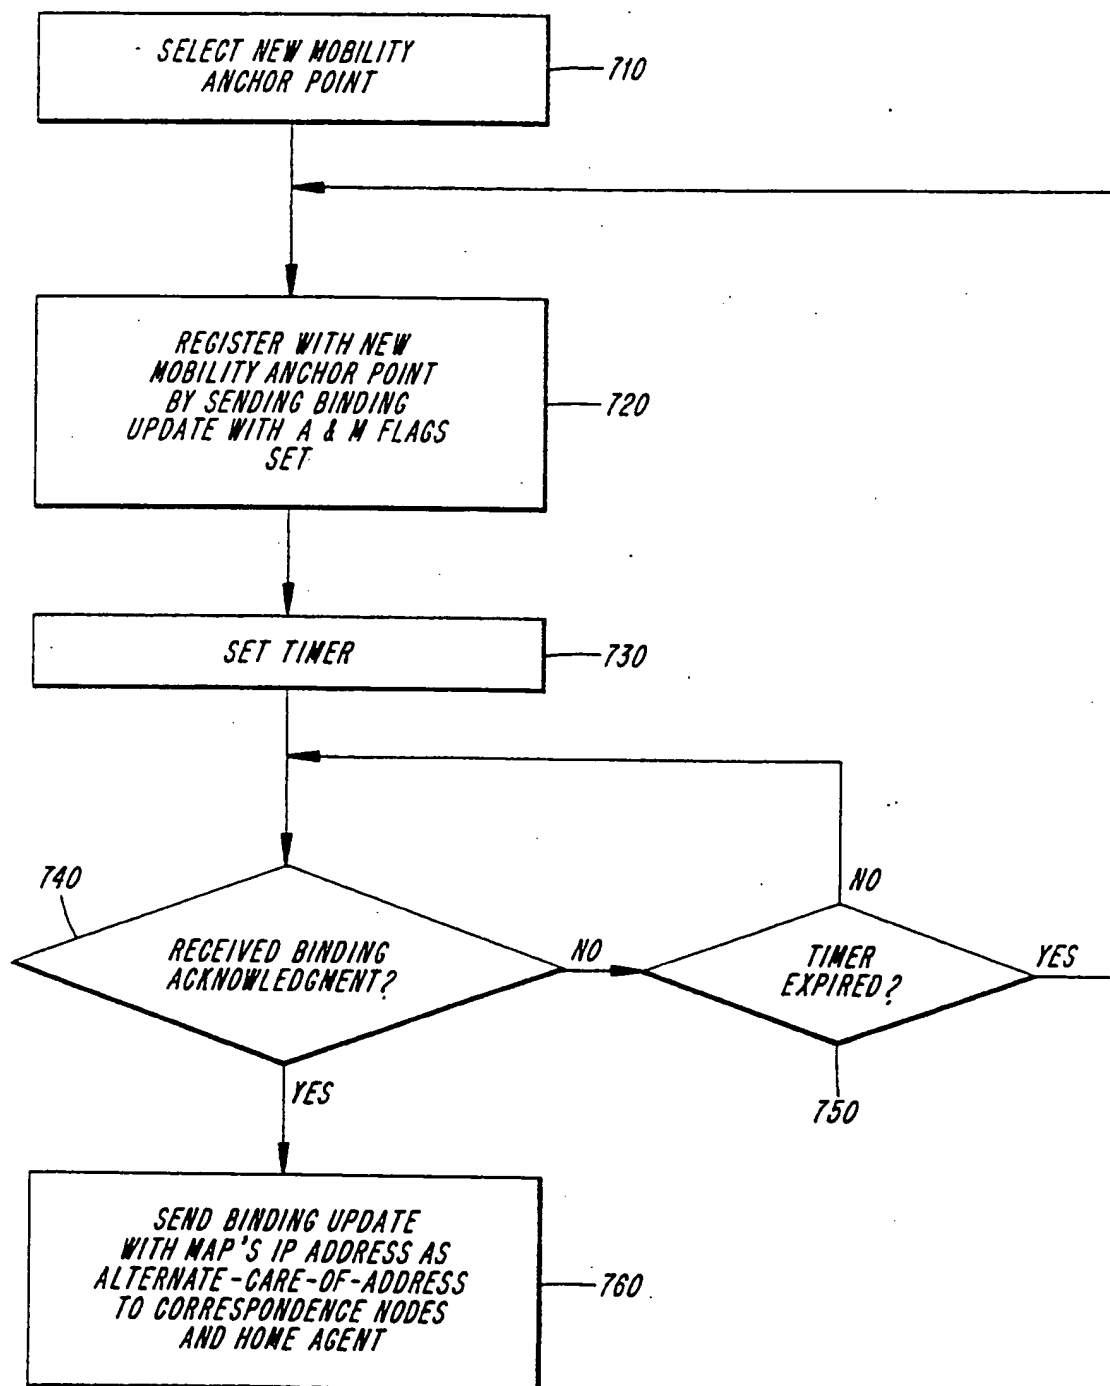 SELECT NEW MOBILITY
ANCHOR POINT
710
REGISTER WITH NEW
MOBILITY ANCHOR POINT
BY SENDING BINDING
UPDATE WITH A & M FLAGS
SET
720
SET TIMER
730
740
RECEIVED BINDING
ACKNOWLEDGMENT?
NO
NO
TIMER
EXPIRED?
YES
750
YES
SEND BINDING UPDATE
WITH MAP'S IP ADDRESS AS
ALTERNATE-CARE-OF-ADDRESS
TO CORRESPONDENCE NODES
AND HOME AGENT
760